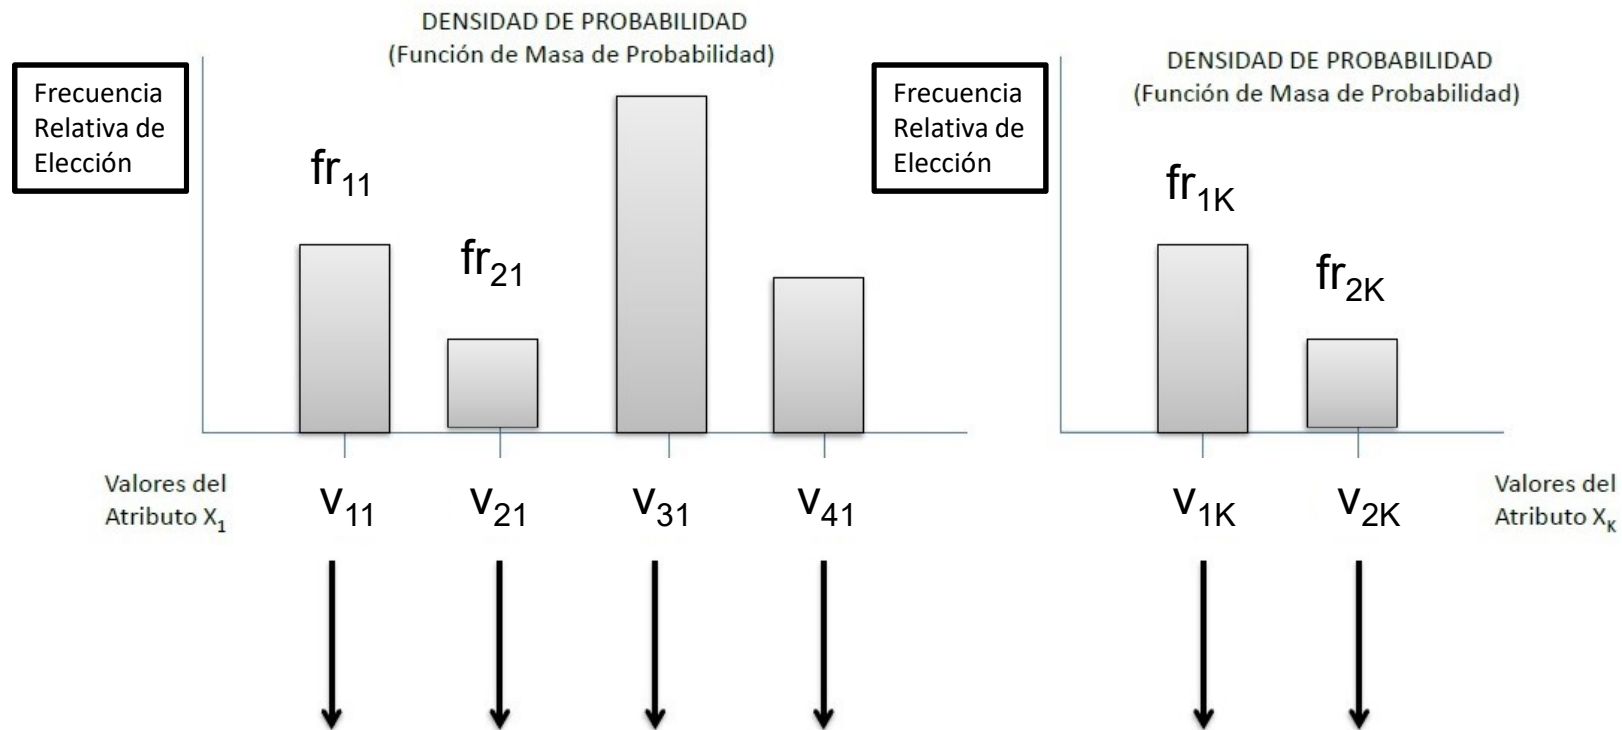 DENSIDAD DE PROBABILIDAD
(Función de Masa de Probabilidad)
Frecuencia
Relativa de
Elección
fr₁₁
fr₂₁
Valores del
Atributo X₁
v₁₁
v₂₁
v₃₁
v₄₁
DENSIDAD DE PROBABILIDAD
(Función de Masa de Probabilidad)
Frecuencia
Relativa de
Elección
fr₁K
fr₂K
v₁K
v₂K
Valores del
Atributo XK